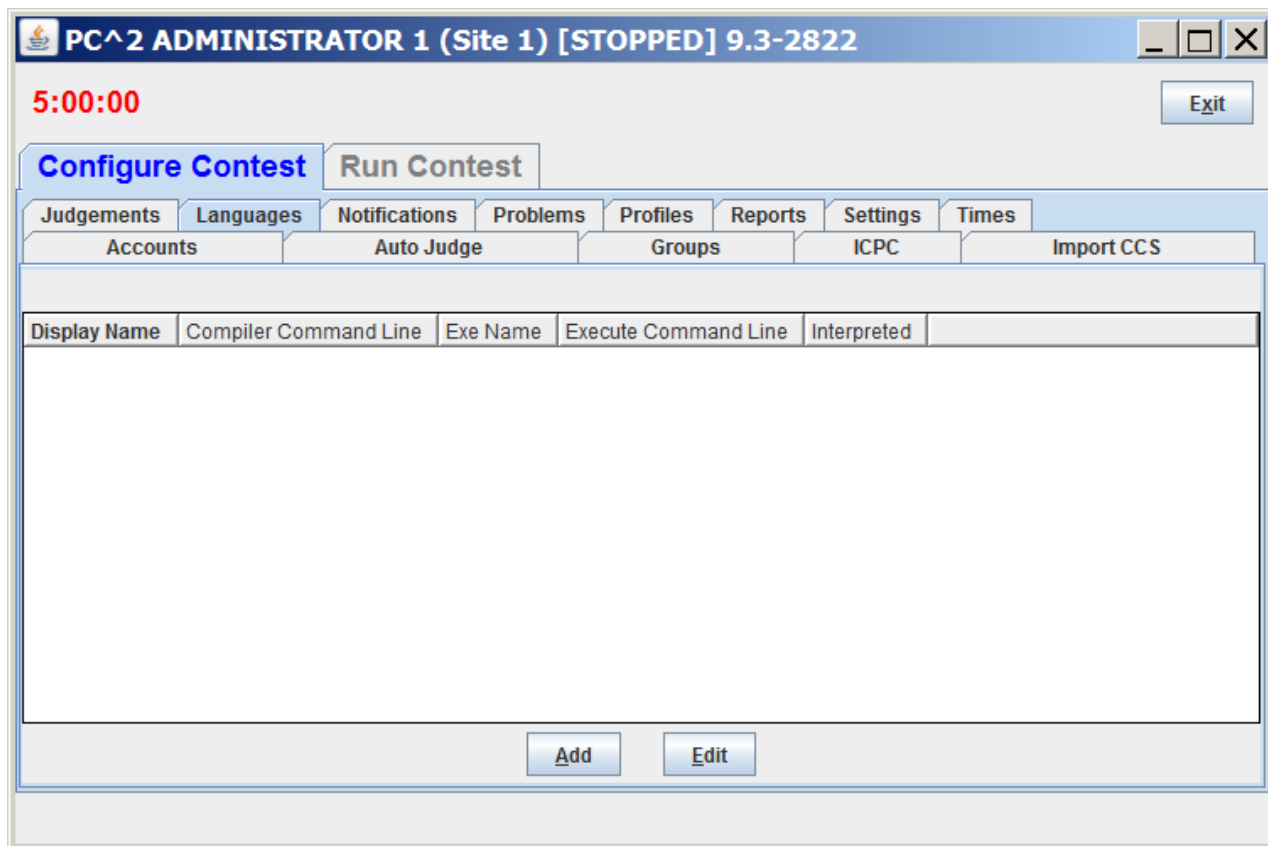 PC^2 ADMINISTRATOR 1 (Site 1) [STOPPED] 9.3-2822
5:00:00
Exit
Configure Contest Run Contest
Judgements Languages Notifications Problems Profiles Reports Settings Times
Accounts Auto Judge Groups ICPC Import CCS
Display Name Compiler Command Line Exe Name Execute Command Line Interpreted
Add Edit